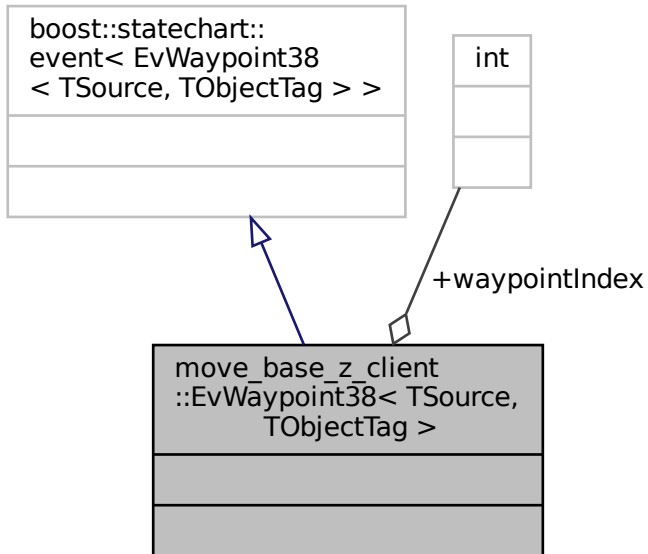 boost::statechart::
event< EvWaypoint38
< TSource, TObjectTag > >
int
+waypointIndex
move_base_z_client
::EvWaypoint38< TSource,
TObjectTag >